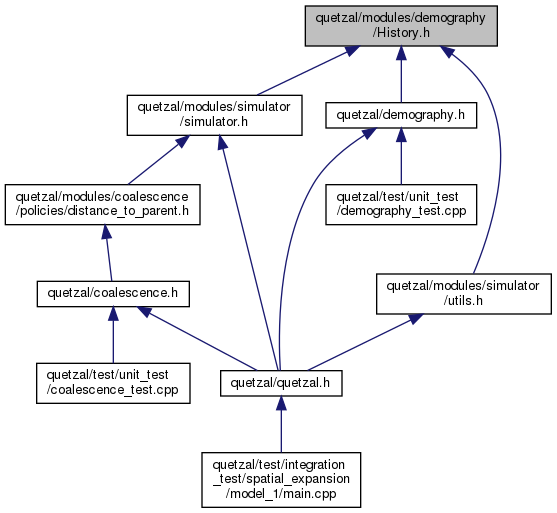 quetzal/modules/demography
/History.h
quetzal/modules/simulator
/simulator.h
quetzal/demography.h
quetzal/modules/coalescence
/policies/distance_to_parent.h
quetzal/test/unit_test
/demography_test.cpp
quetzal/coalescence.h
quetzal/modules/simulator
/utils.h
quetzal/test/unit_test
/coalescence_test.cpp
quetzal/quetzal.h
quetzal/test/integration
_test/spatial_expansion
/model_1/main.cpp